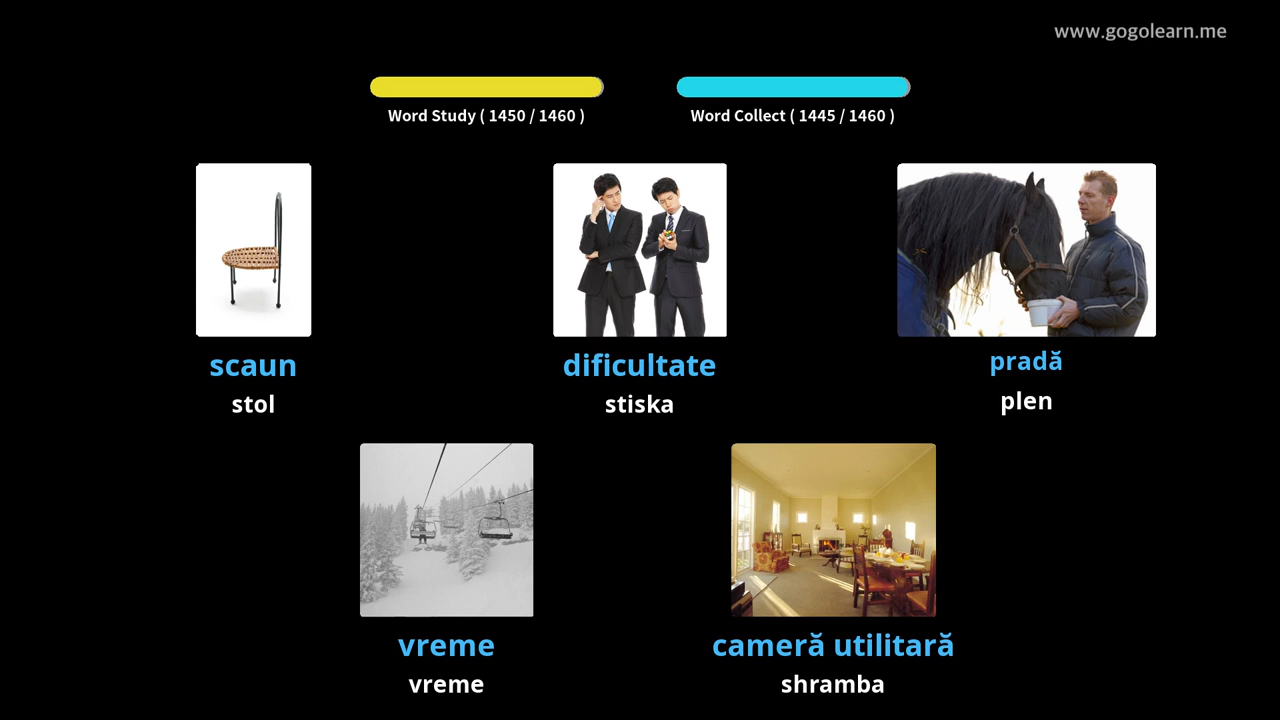 www.gogolearn.me
Word Study ( 1450 / 1460 )
Word Collect ( 1445 / 1460 )
scaun
stol
dificultate
stiska
pradă
plen
vreme
vreme
cameră utilitară
shramba